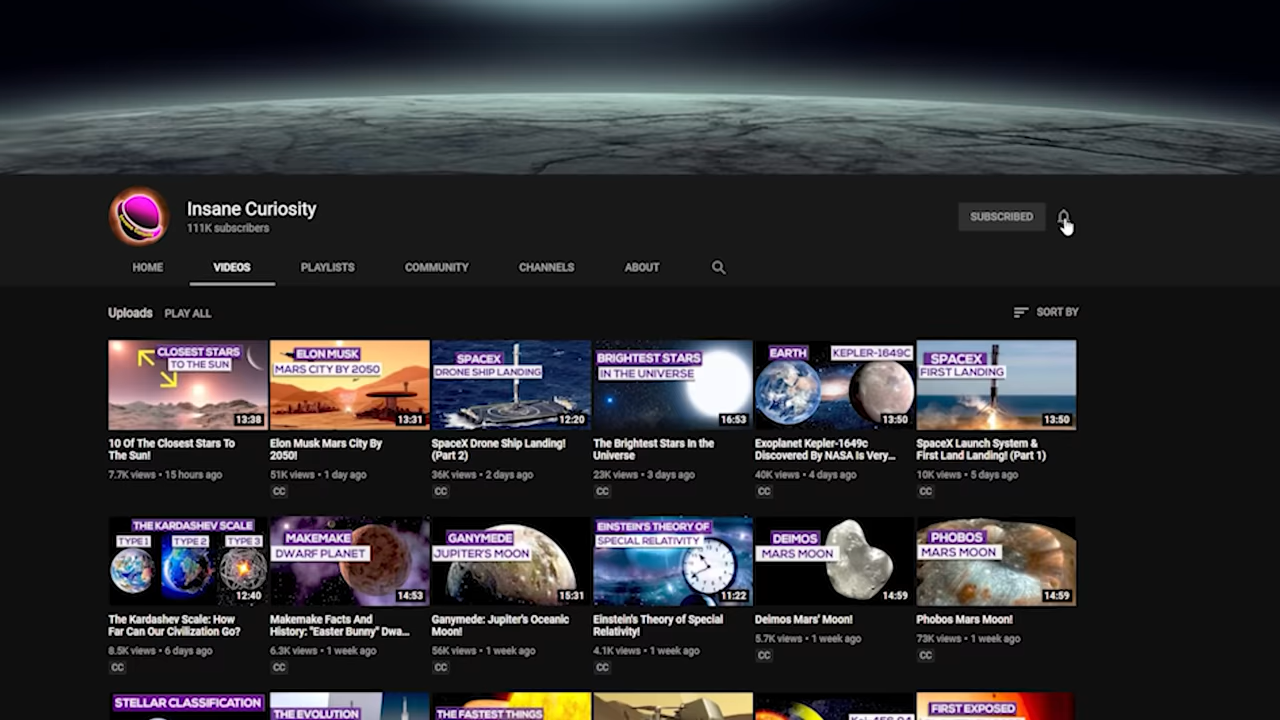 Insane Curiosity
111K subscribers
SUBSCRIBED
HOME VIDEOS PLAYLISTS COMMUNITY CHANNELS ABOUT
Uploads PLAY ALL
SORT BY
CLOSEST STARS
TO THE SUN
13:38
ELON MUSK
MARS CITY BY 2050
13:31
SPACEX
DRONE SHIP LANDING
12:20
BRIGHTEST STARS
IN THE UNIVERSE
16:53
EARTH
KEPLER-1649C
13:50
SPACEX
FIRST LANDING
13:50
10 Of The Closest Stars To
The Sun!
7.7K views • 15 hours ago
Elon Musk Mars City By
2050!
51K views • 1 day ago
CC
SpaceX Drone Ship Landing!
(Part 2)
36K views • 2 days ago
CC
The Brightest Stars In the
Universe
23K views • 3 days ago
CC
Exoplanet Kepler-1649c
Discovered By NASA Is Very...
40K views • 4 days ago
CC
SpaceX Launch System &
First Land Landing! (Part 1)
10K views • 5 days ago
CC
THE KARDASHEV SCALE
TYPE 1 TYPE 2 TYPE 3
12:40
MAKEMAKE
DWARF PLANET
14:53
GANYMEDE
JUPITER'S MOON
15:31
EINSTEIN'S THEORY OF
SPECIAL RELATIVITY
11:22
DEIMOS
MARS MOON
14:59
PHOBOS
MARS MOON
14:59
The Kardashev Scale: How
Far Can Our Civilization Go?
8.5K views • 6 days ago
CC
Makemake Facts And
History: "Easter Bunny" Dwa...
6.3K views • 1 week ago
CC
Ganymede: Jupiter's Oceanic
Moon!
56K views • 1 week ago
CC
Einstein's Theory of Special
Relativity!
4.1K views • 1 week ago
CC
Deimos Mars' Moon!
5.7K views • 1 week ago
CC
Phobos Mars Moon!
73K views • 1 week ago
CC
STELLAR CLASSIFICATION
THE EVOLUTION
THE FASTEST THINGS
FIRST EXPOSED